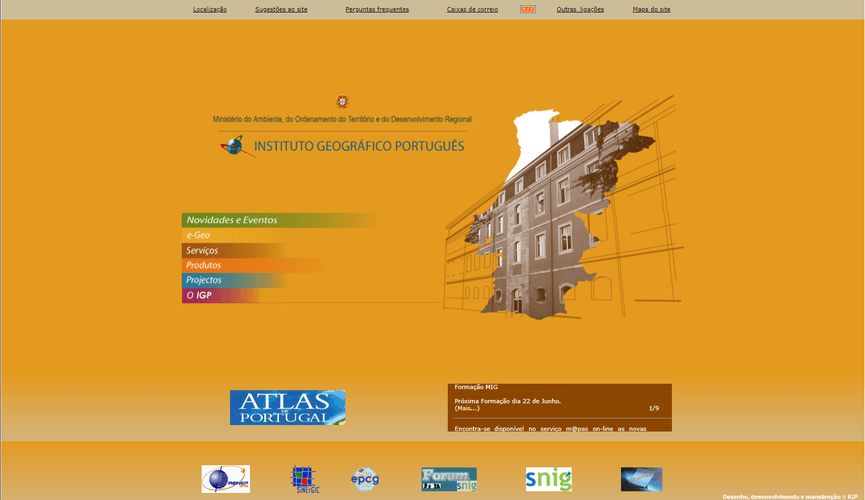 Localização Sugestões ao site Perguntas frequentes Caixas de correio RSS Outras ligações Mapa do site
Ministério do Ambiente, do Ordenamento do Território e do Desenvolvimento Regional
INSTITUTO GEOGRÁFICO PORTUGUÊS
Novidades e Eventos
e-Geo
Serviços
Produtos
Projectos
O IGP
ATLAS
DE
PORTUGAL
Formação MIG
Próxima Formação dia 22 de Junho.
(Mais...) 1/9
Encontra-se disponível no serviço m@pas on-line as novas
SINErGIC
epcg
Forum
snig
snig
Desenho, desenvolvimento e manutenção :: IGP